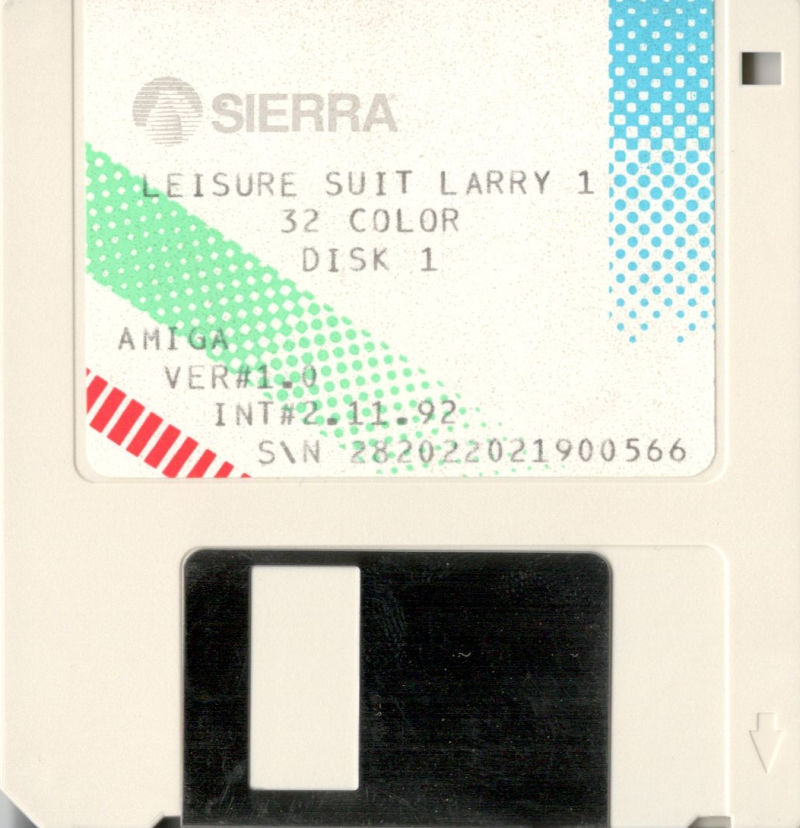 SIERRA
LEISURE SUIT LARRY 1
32 COLOR
DISK 1
AMIGA
VER#1.0
INT#2.11.92
S\N 282022021900566